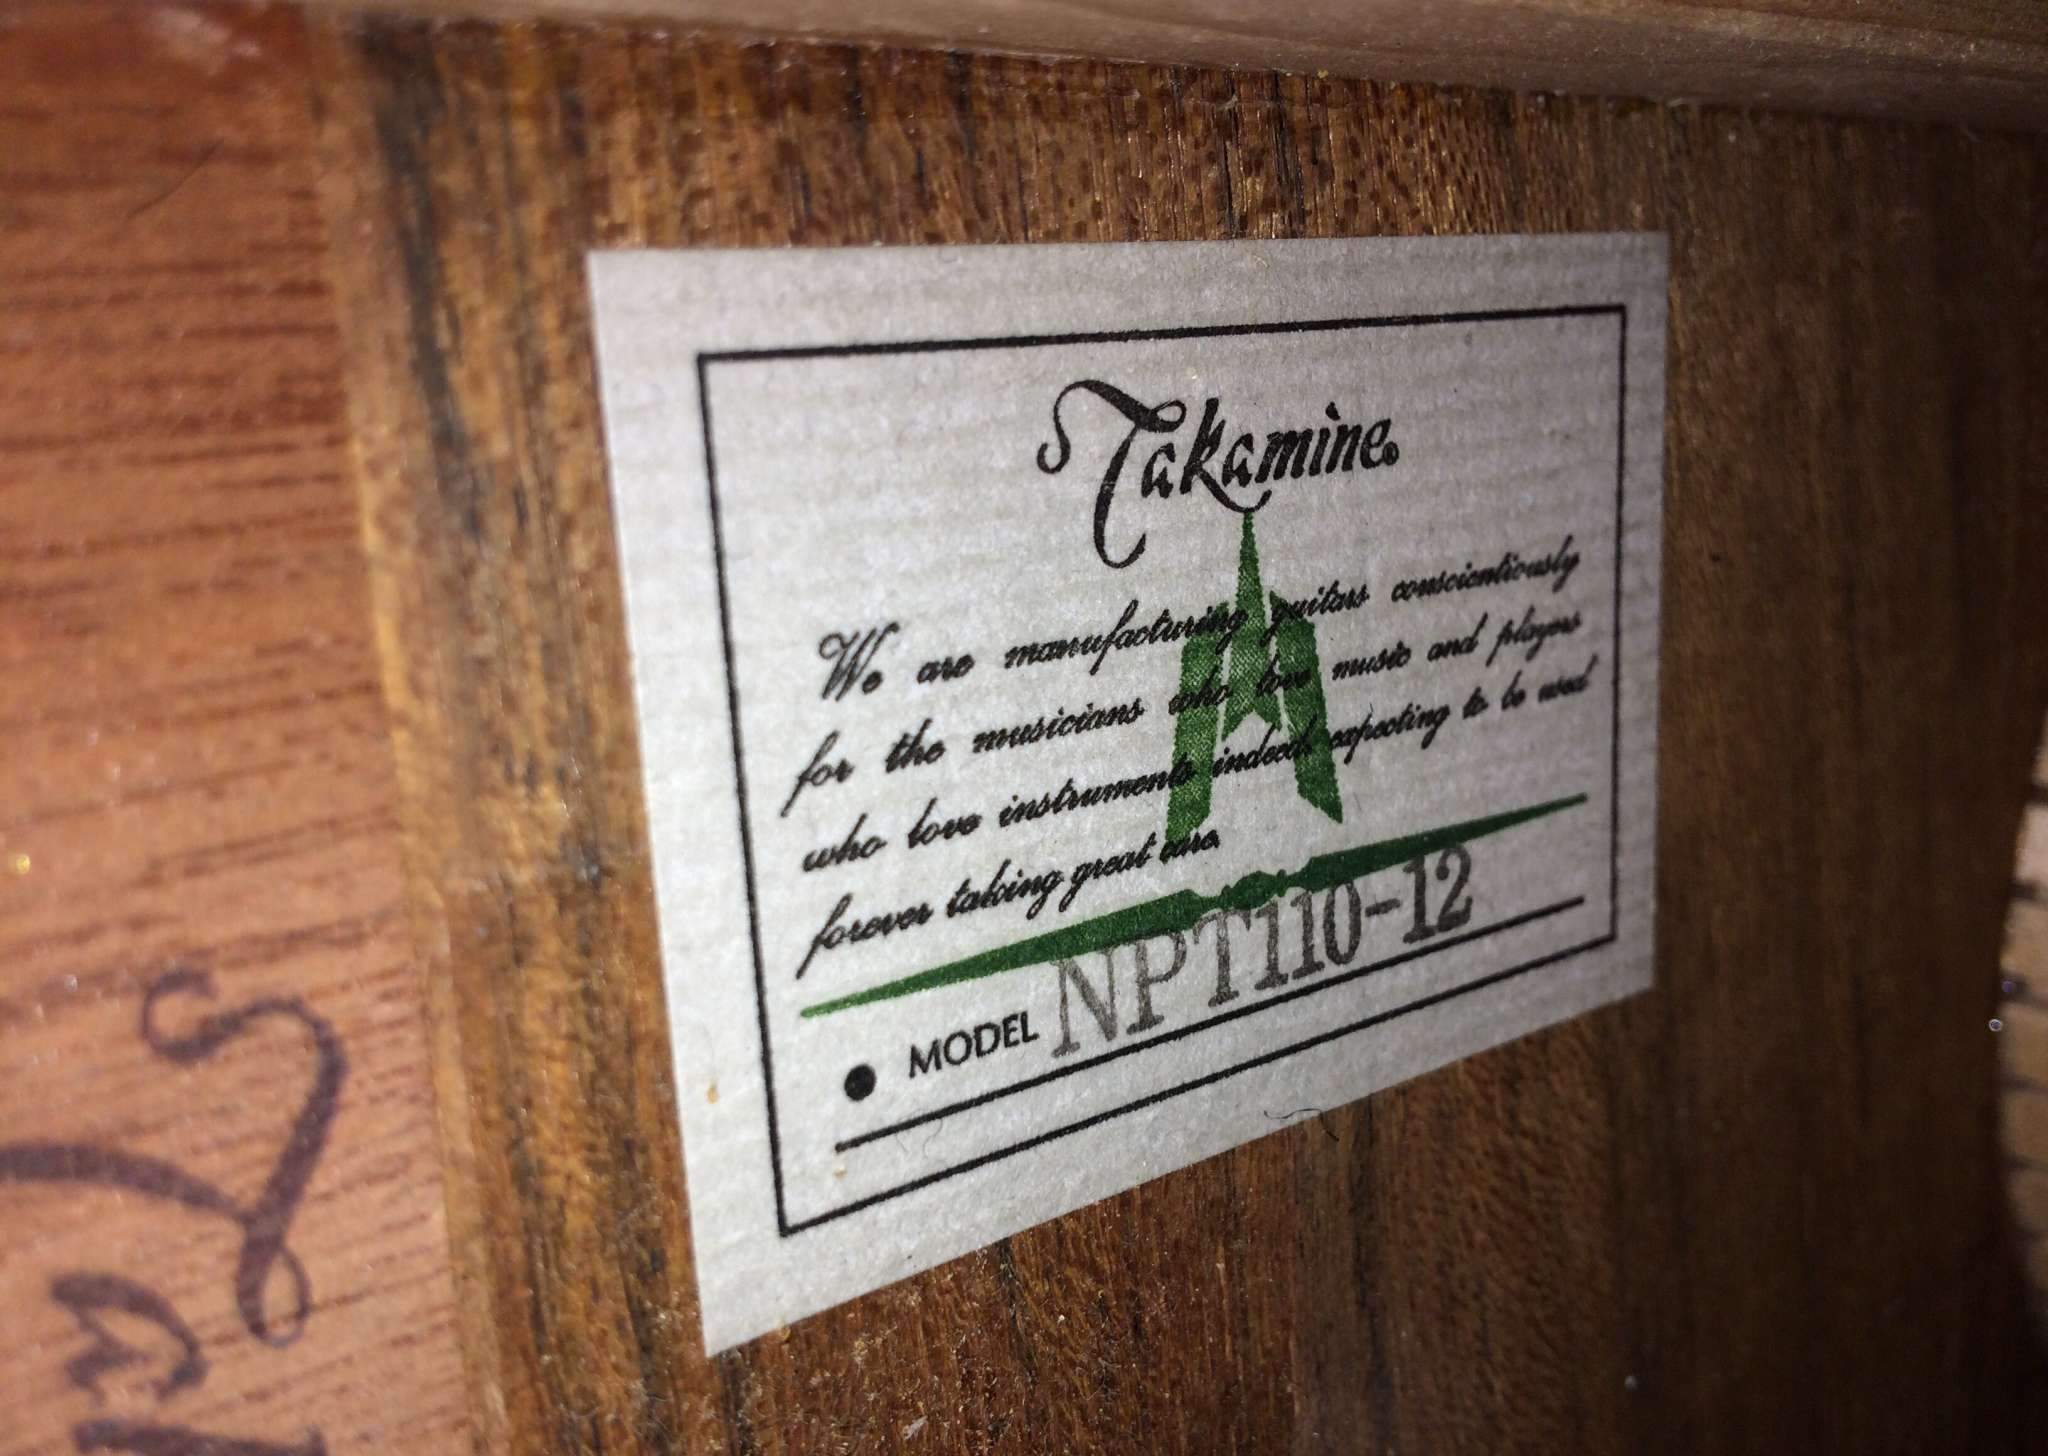 Takamine®
We are manufacturing guitars conscientiously
for the musicians who love music and players
who love instruments indeed, expecting to be used
forever taking great care.
● MODEL NPT110-12